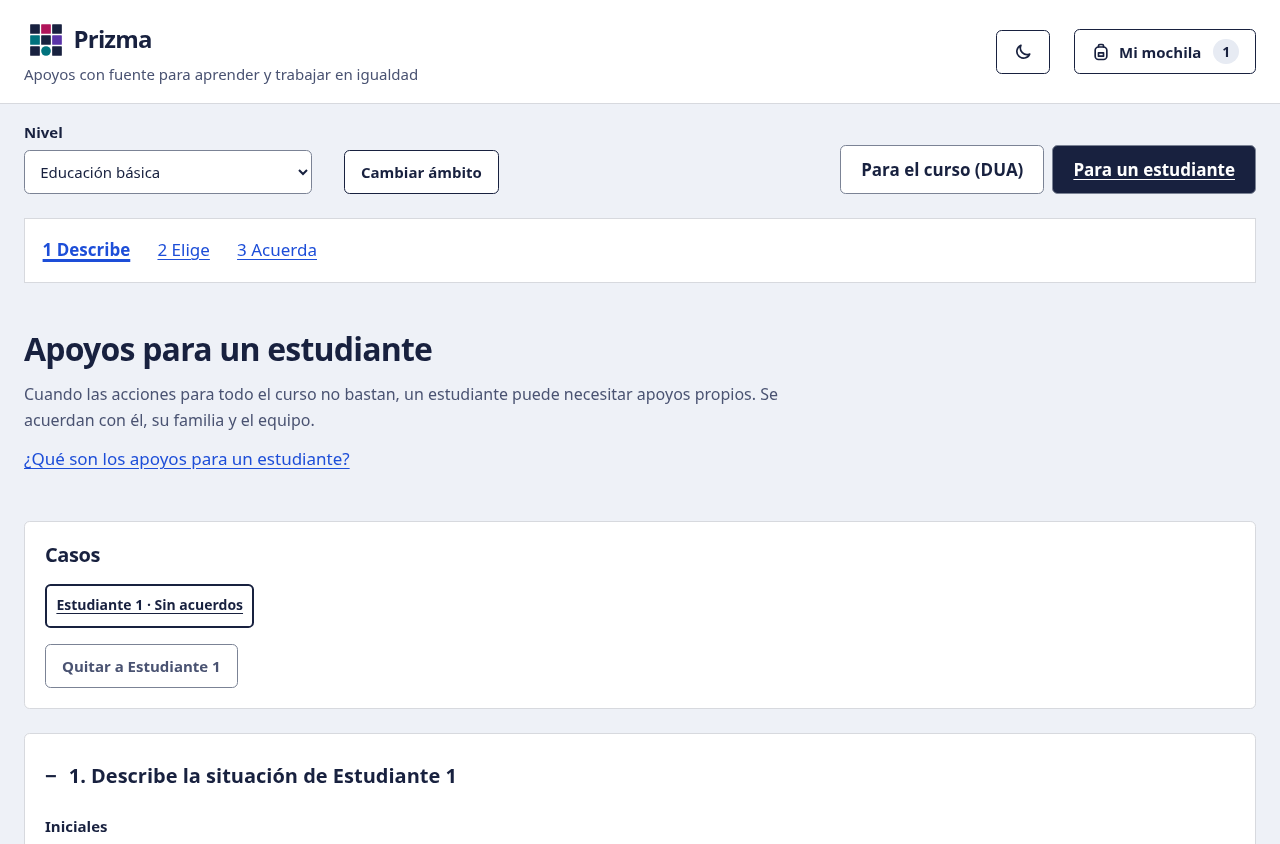 Prizma
Apoyos con fuente para aprender y trabajar en igualdad
Mi mochila 1
Nivel
Educación básica
Cambiar ámbito
Para el curso (DUA)
Para un estudiante
1 Describe
2 Elige
3 Acuerda
Apoyos para un estudiante
Cuando las acciones para todo el curso no bastan, un estudiante puede necesitar apoyos propios. Se
acuerdan con él, su familia y el equipo.
¿Qué son los apoyos para un estudiante?
Casos
Estudiante 1 · Sin acuerdos
Quitar a Estudiante 1
− 1. Describe la situación de Estudiante 1
Iniciales